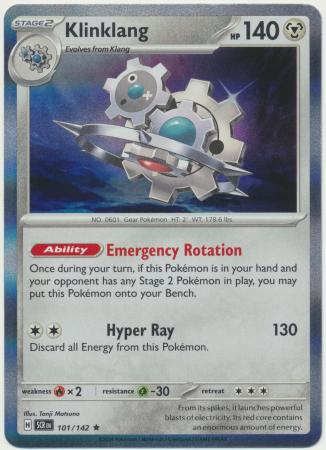 STAGE2
Klinklang
HP 140
Evolves from Klang
NO. 0601 Gear Pokémon HT: 2' WT: 178.6 lbs.
Ability Emergency Rotation
Once during your turn, if this Pokémon is in your hand and
your opponent has any Stage 2 Pokémon in play, you may
put this Pokémon onto your Bench.
Hyper Ray 130
Discard all Energy from this Pokémon.
weakness ×2 resistance -30 retreat
Illus. Tanji Matsuno
H SCR EN 101/142 ★
From its spikes, it launches powerful
blasts of electricity. Its red core contains
an enormous amount of energy.